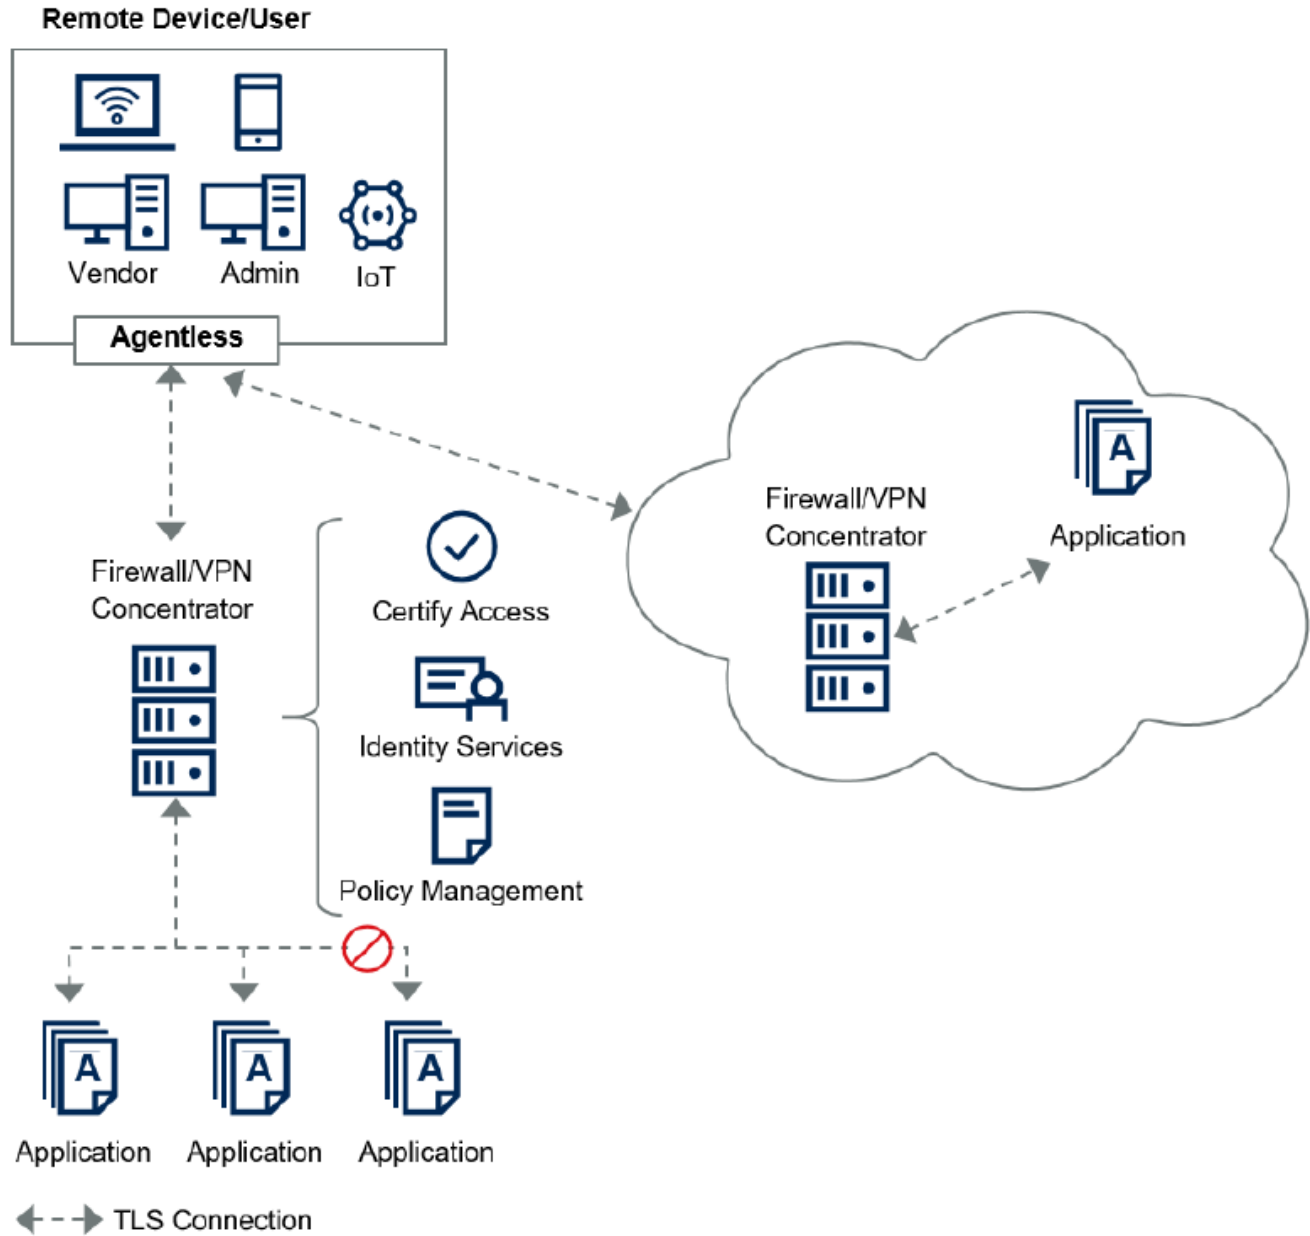 Remote Device/User
Vendor
Admin
IoT
Agentless
Firewall/VPN
Concentrator
Certify Access
Identity Services
Policy Management
Firewall/VPN
Concentrator
A
Application
A
A
A
Application
Application
Application
TLS Connection